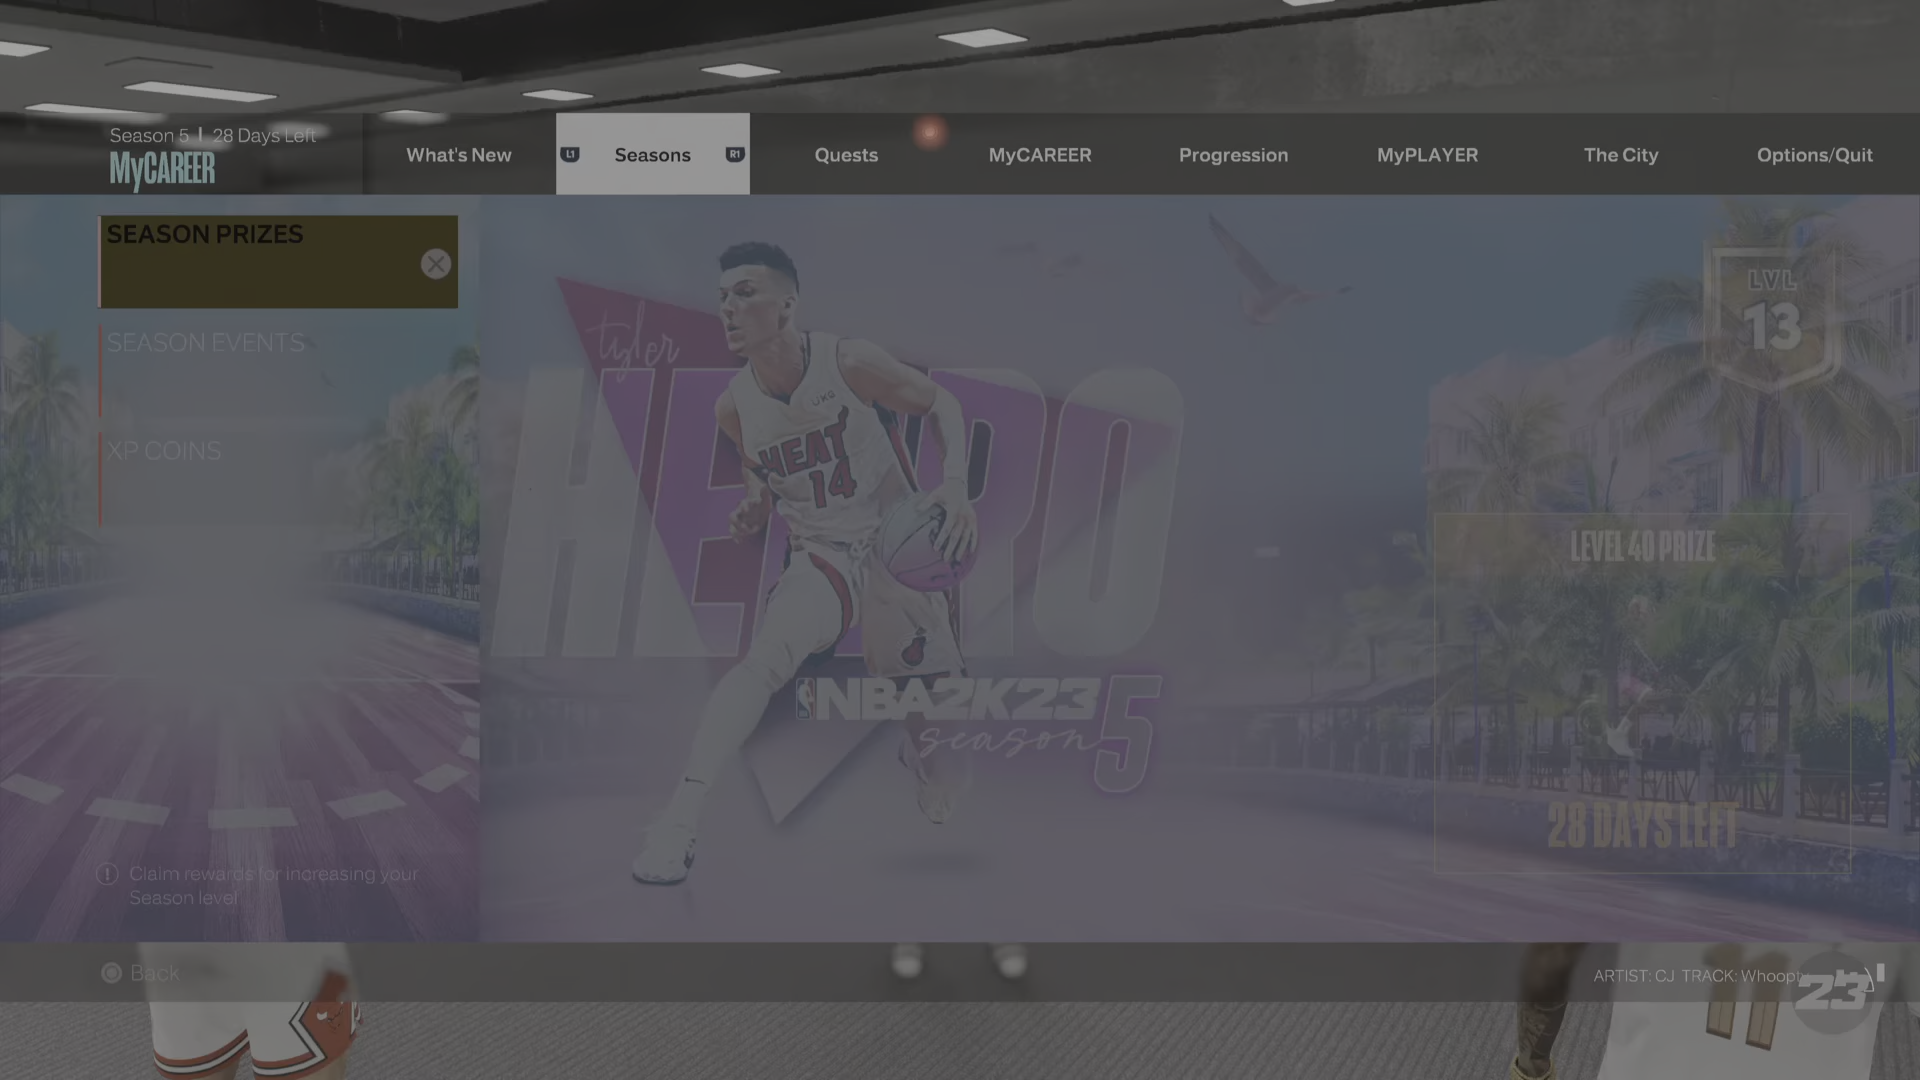 Season 5 | 28 Days Left
MyCAREER
What's New
L1
Seasons
R1
Quests
MyCAREER
Progression
MyPLAYER
The City
Options/Quit
SEASON PRIZES
SEASON EVENTS
XP COINS
Claim rewards for increasing your
Season level
tyler
HERRO
UKG
HEAT
14
NBA2K23
season 5
LVL
13
LEVEL 40 PRIZE
28 DAYS LEFT
Back
ARTIST: CJ TRACK:
23
11